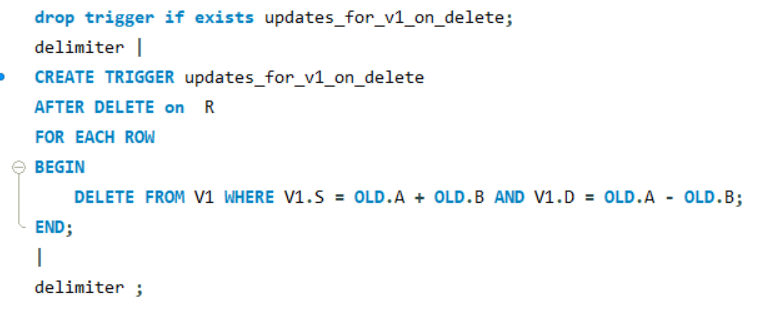 drop trigger if exists updates_for_v1_on_delete;
delimiter |
CREATE TRIGGER updates_for_v1_on_delete
AFTER DELETE on  R
FOR EACH ROW
BEGIN
    DELETE FROM V1 WHERE V1.S = OLD.A + OLD.B AND V1.D = OLD.A - OLD.B;
END;
|
delimiter ;